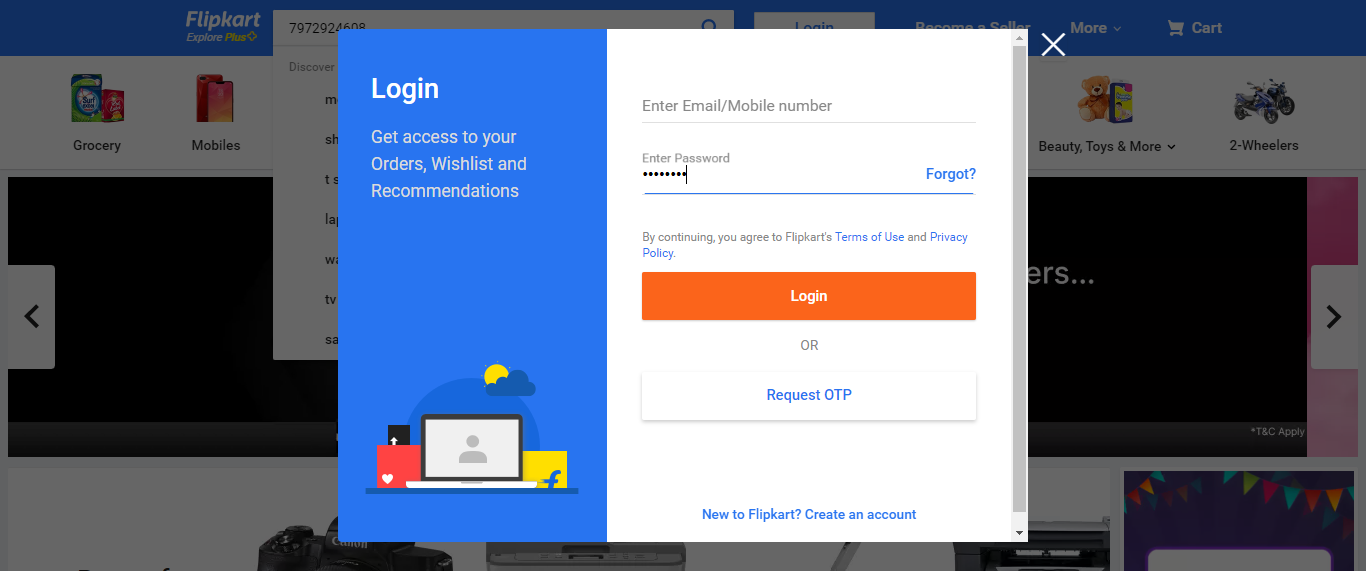 Flipkart
Explore Plus
7972924608
Login
Become a Seller
More
Cart
Discover
Grocery
Mobiles
Beauty, Toys & More
2-Wheelers
Login
Get access to your
Orders, Wishlist and
Recommendations
Enter Email/Mobile number
Enter Password
Forgot?
By continuing, you agree to Flipkart's Terms of Use and Privacy
Policy.
Login
OR
Request OTP
New to Flipkart? Create an account
ers...
*T&C Apply
Canon